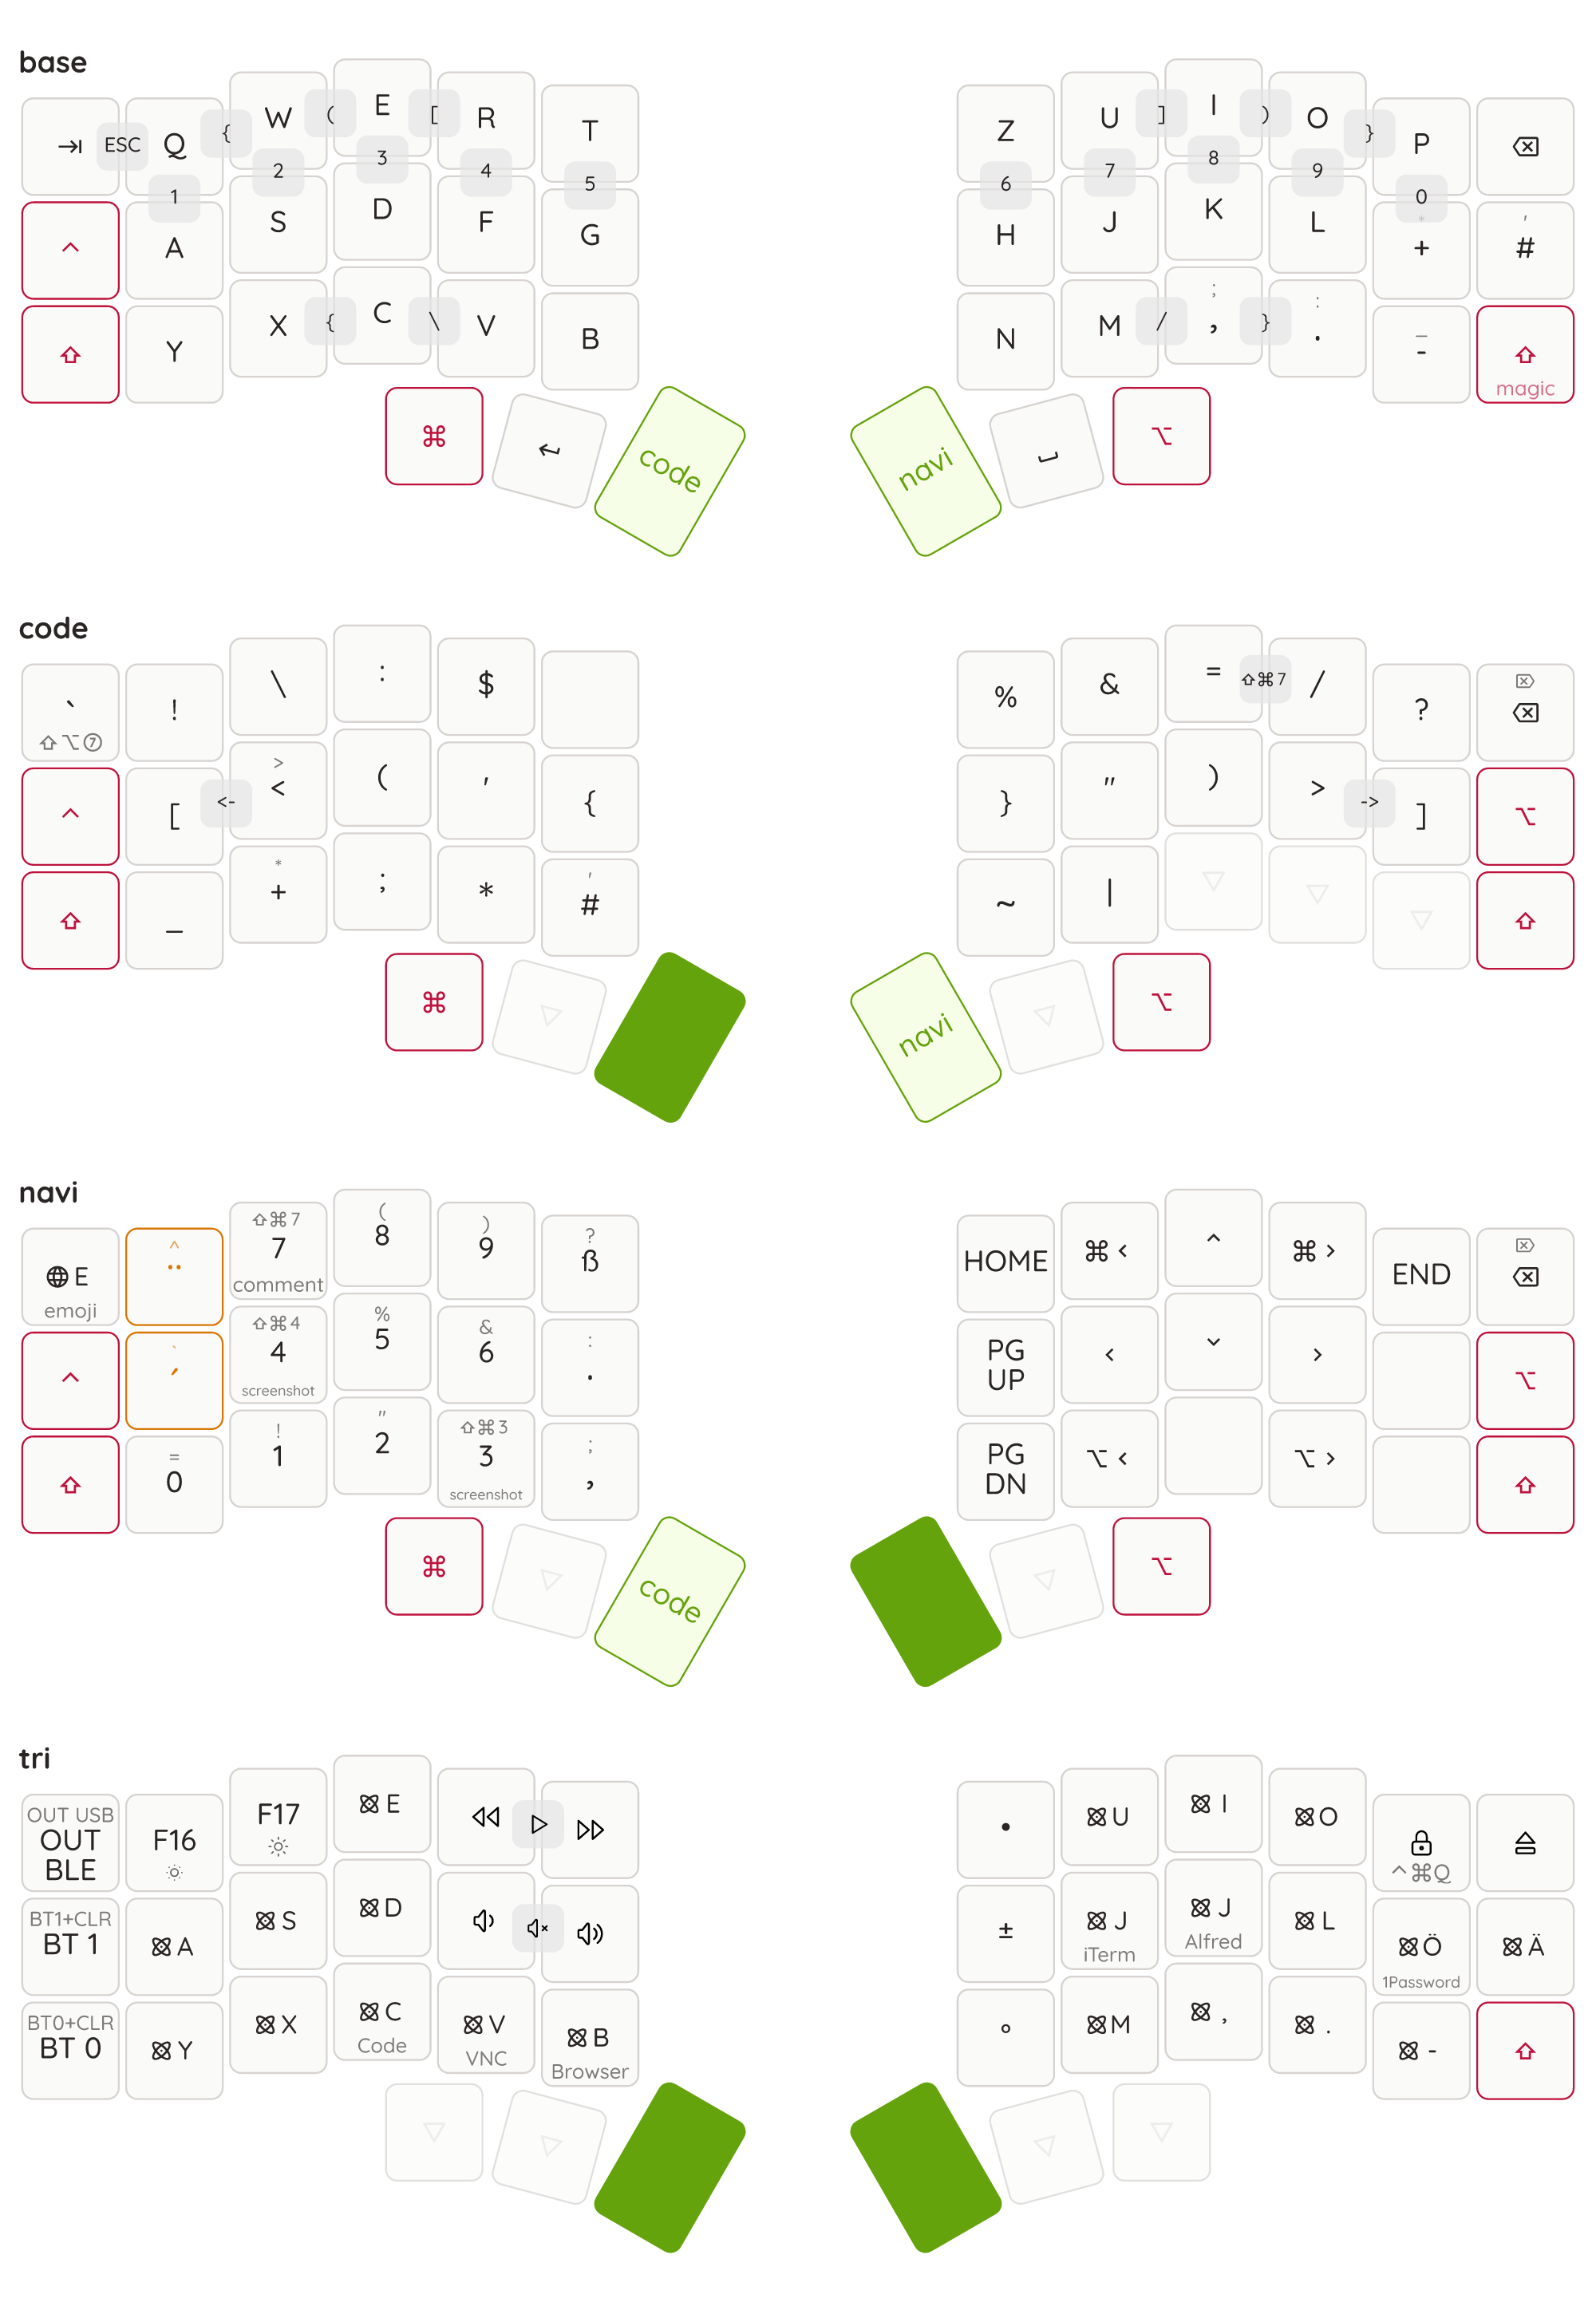 base
⇥ ESC Q { W ( E [ R T Z U ] I ) O } P ⌫
1 2 3 4 5 6 7 8 9 0
^ A S D F G H J K L * + ' #
⇧ Y X { C \ V B N M / ; , } : . _ - ⇧ magic
⌘ ↵ code navi ⌥
code
` ⇧⌥⑦ ! \ : $ % & = ⇧⌘7 / ? ⌦ ⌫
^ [ <- > < ( ' { } " ) > -> ] ⌥
⇧ _ * + ; * ' # ~ | ⇧
⌘ navi ⌥
navi
E emoji ^ ¨ ⇧⌘7 7 comment ( 8 ) 9 ? ß HOME ⌘ < ^ ⌘ > END ⌦ ⌫
^ ` ´ ⇧⌘4 4 screenshot % 5 & 6 : . PG UP < ⌄ > ⌥
⇧ = 0 ! 1 " 2 ⇧⌘3 3 screenshot ; , PG DN ⌥ < ⌥ > ⇧
⌘ code ⌥
tri
OUT USB OUT BLE F16 F17 E • U I O ^⌘Q
BT1+CLR BT 1 A S D ± J iTerm J Alfred L Ö 1Password Ä
BT0+CLR BT 0 Y X C Code V VNC B Browser ° M , . - ⇧